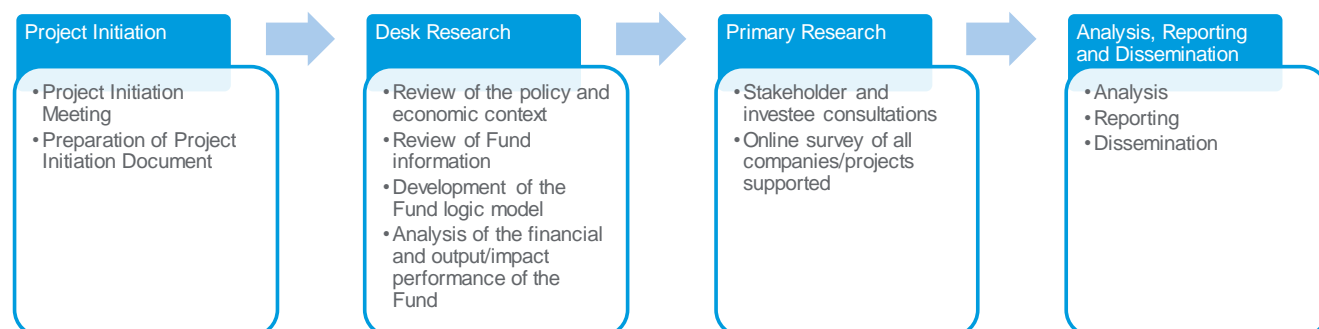 Project Initiation
• Project Initiation
Meeting
• Preparation of Project
Initiation Document
Desk Research
• Review of the policy and
economic context
• Review of Fund
information
• Development of the
Fund logic model
• Analysis of the financial
and output/impact
performance of the
Fund
Primary Research
• Stakeholder and
investee consultations
• Online survey of all
companies/projects
supported
Analysis, Reporting
and Dissemination
• Analysis
• Reporting
• Dissemination